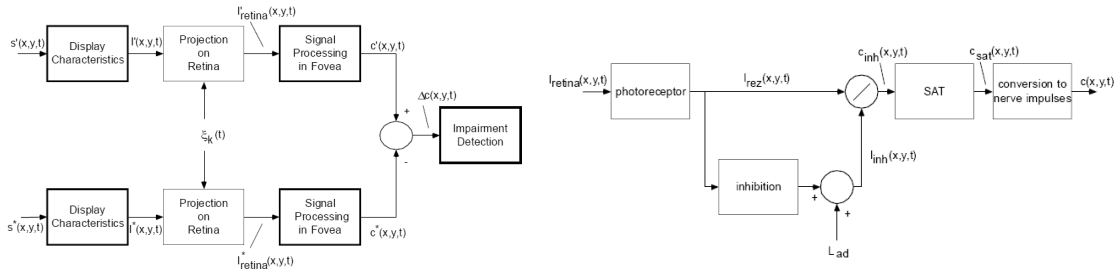 s'(x,y,t)
Display
Characteristics
l'(x,y,t)
Projection
on
Retina
l'retina(x,y,t)
Signal
Processing
in Fovea
c'(x,y,t)
+
Δc(x,y,t)
-
Impairment
Detection
ξk(t)
s*(x,y,t)
Display
Characteristics
l*(x,y,t)
Projection
on
Retina
l*retina(x,y,t)
Signal
Processing
in Fovea
c*(x,y,t)
lretina(x,y,t)
photoreceptor
lrez(x,y,t)
cinh(x,y,t)
SAT
csat(x,y,t)
conversion to
nerve impulses
c(x,y,t)
linh(x,y,t)
inhibition
+
+
Lad